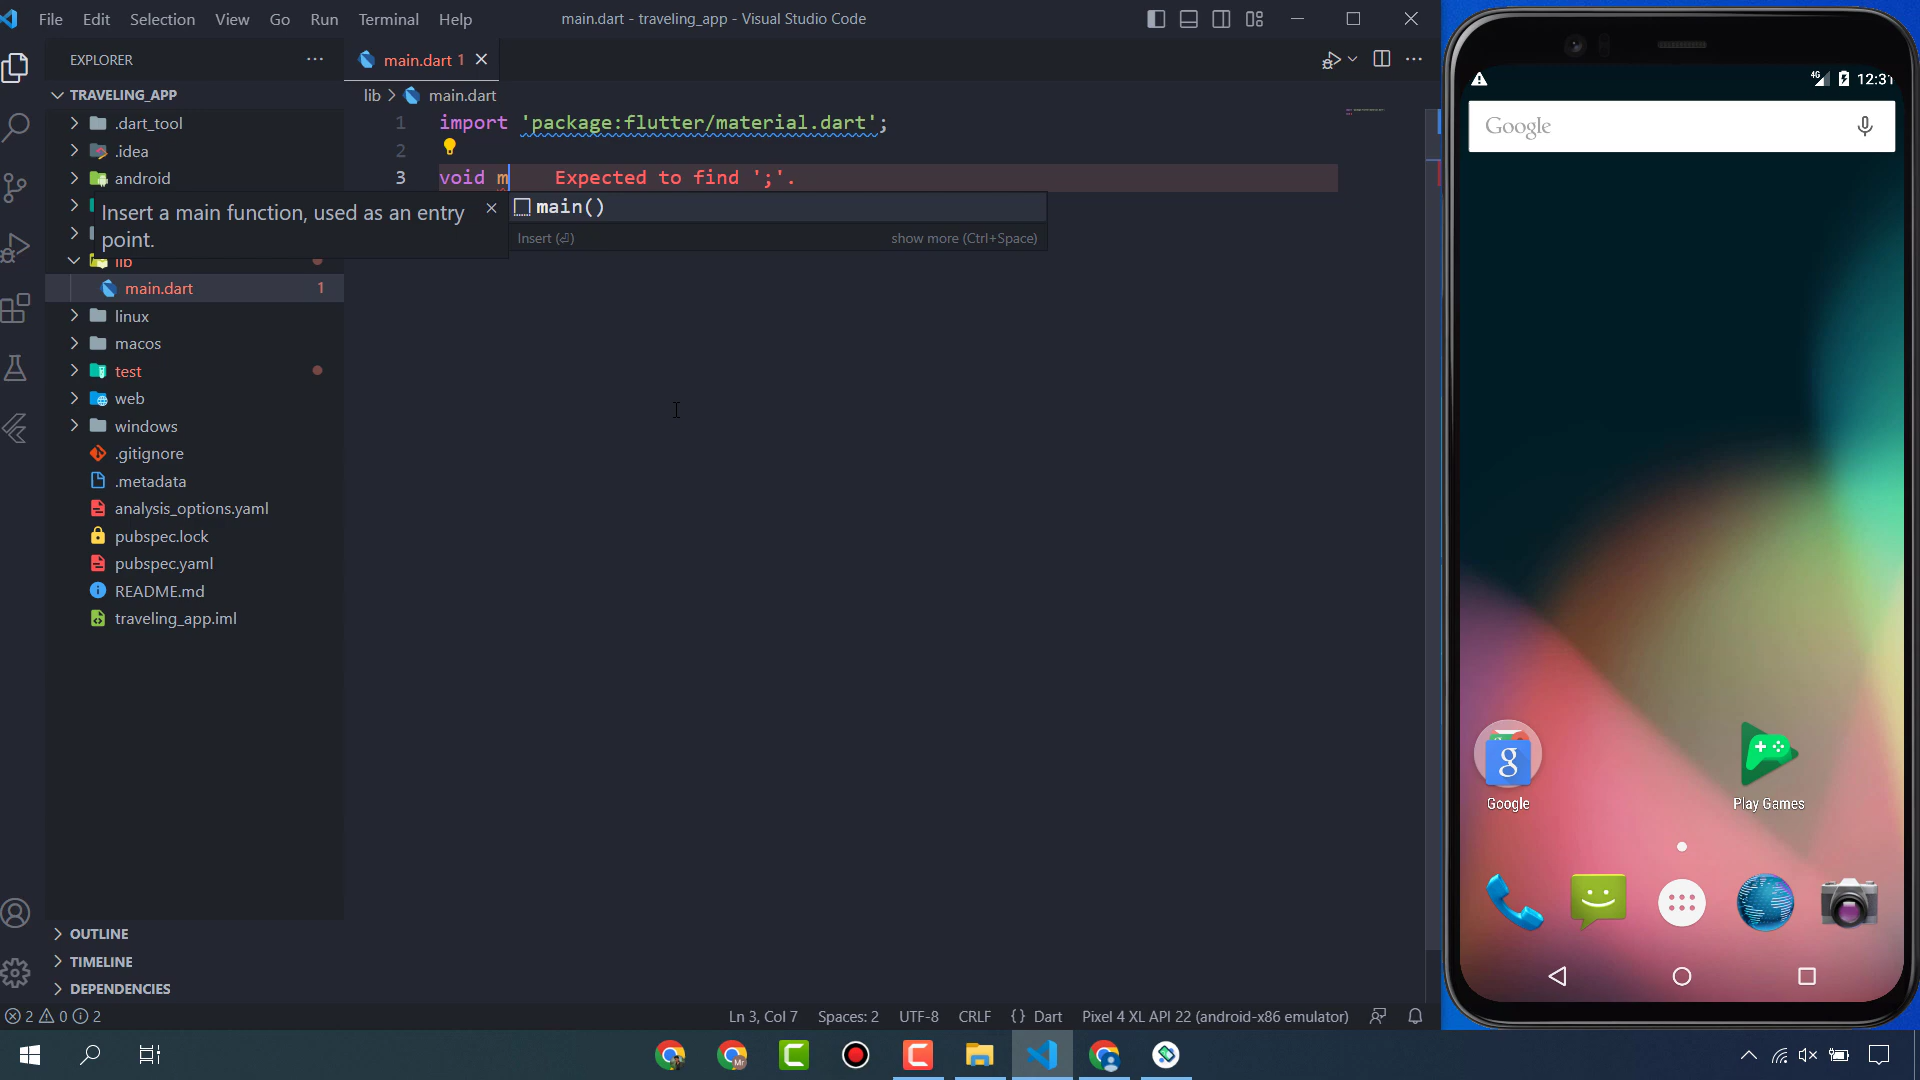 File Edit Selection View Go Run Terminal Help
main.dart - traveling_app - Visual Studio Code
EXPLORER
main.dart 1
TRAVELING_APP
lib > main.dart
.dart_tool
.idea
android
lib
main.dart 1
linux
macos
test
web
windows
.gitignore
.metadata
analysis_options.yaml
pubspec.lock
pubspec.yaml
README.md
traveling_app.iml
OUTLINE
TIMELINE
DEPENDENCIES
1 import 'package:flutter/material.dart';
2
3 void m Expected to find ';'.
Insert a main function, used as an entry
point.
main()
Insert (⏎) show more (Ctrl+Space)
2 0 2
Ln 3, Col 7 Spaces: 2 UTF-8 CRLF {} Dart Pixel 4 XL API 22 (android-x86 emulator)
4G 12:31
Google
Google
Play Games